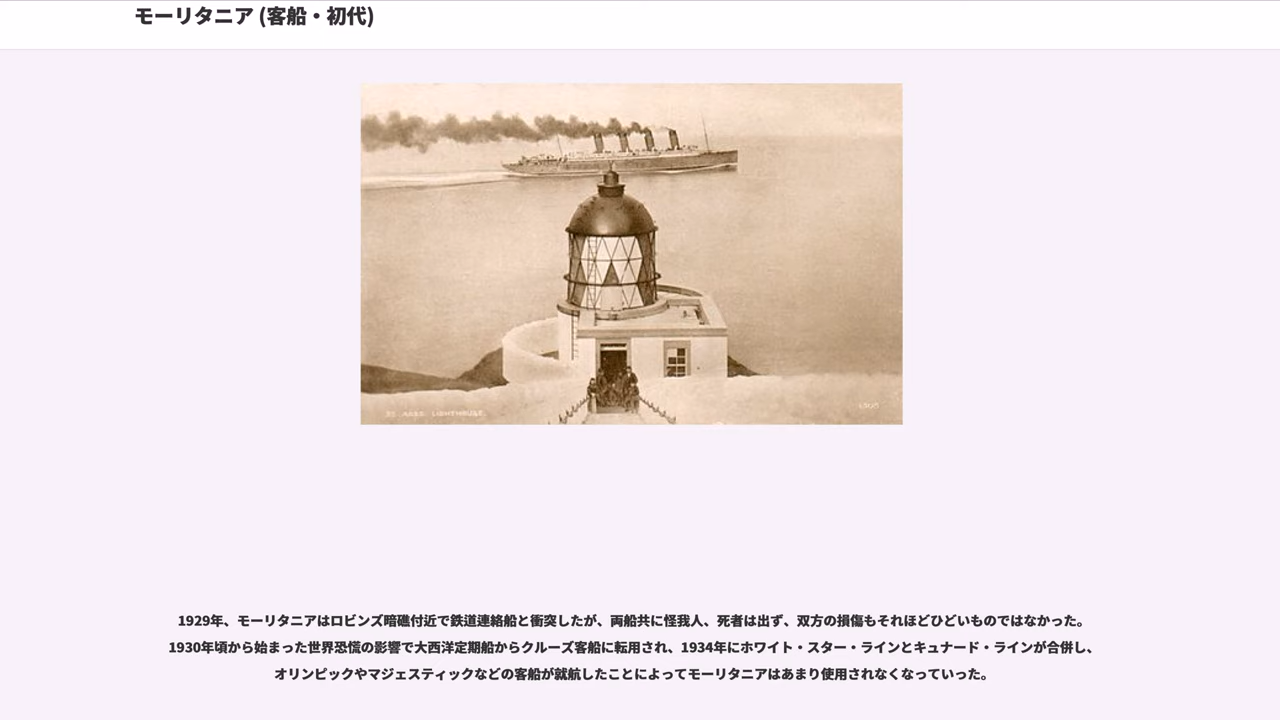 モーリタニア (客船・初代)
LIGHTHOUSE.
1929年、モーリタニアはロビンズ暗礁付近で鉄道連絡船と衝突したが、両船共に怪我人、死者は出ず、双方の損傷もそれほどひどいものではなかった。
1930年頃から始まった世界恐慌の影響で大西洋定期船からクルーズ客船に転用され、1934年にホワイト・スター・ラインとキュナード・ラインが合併し、
オリンピックやマジェスティックなどの客船が就航したことによってモーリタニアはあまり使用されなくなっていった。